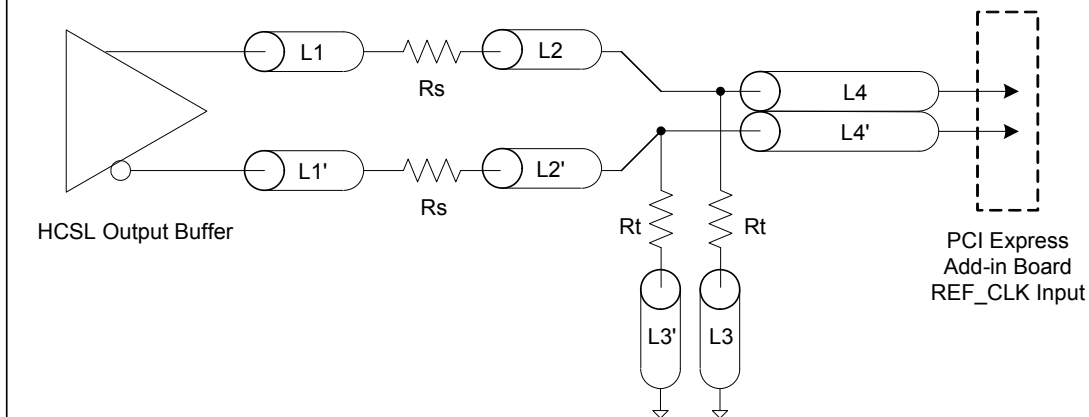 L1
Rs
L2
L4
L4'
L1'
Rs
L2'
HCSL Output Buffer
Rt
Rt
L3'
L3
PCI Express
Add-in Board
REF_CLK Input